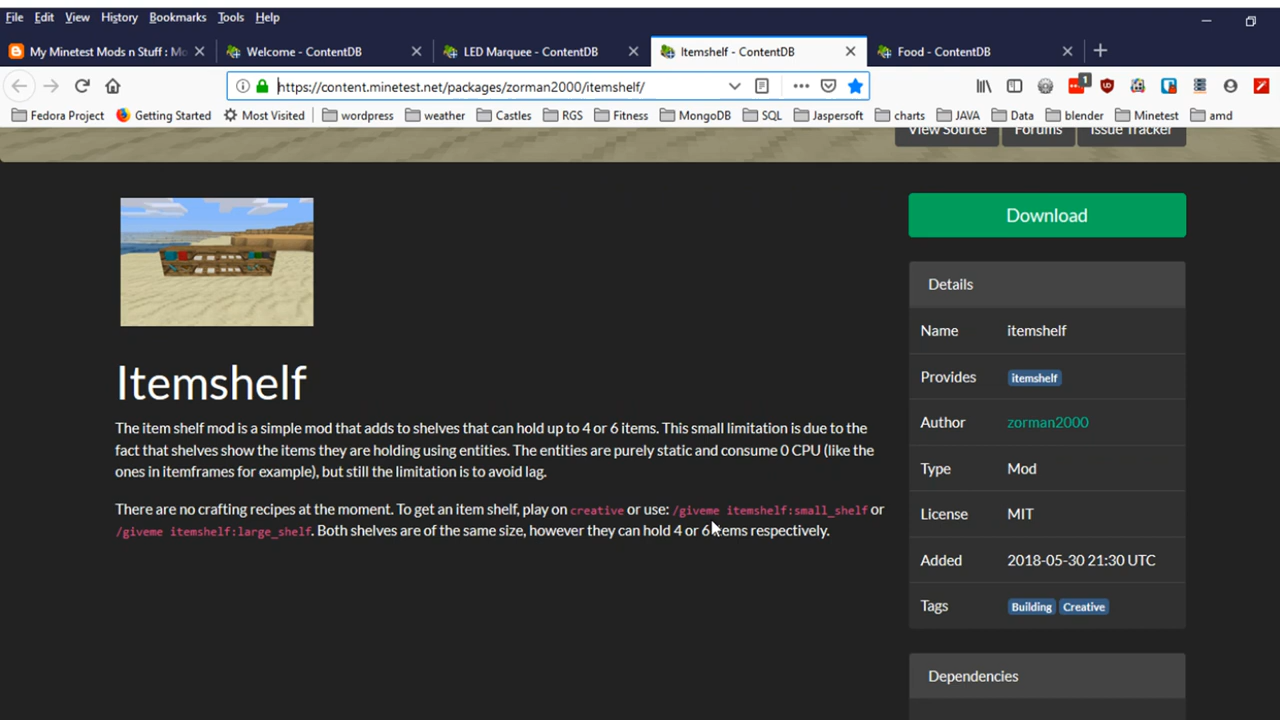 File Edit View History Bookmarks Tools Help
My Minetest Mods n Stuff : Mo
Welcome - ContentDB
LED Marquee - ContentDB
Itemshelf - ContentDB
Food - ContentDB
https://content.minetest.net/packages/zorman2000/itemshelf/
1
Fedora Project Getting Started Most Visited wordpress weather Castles RGS Fitness MongoDB SQL Jaspersoft charts JAVA Data blender Minetest amd
View Source Forums Issue Tracker
Download
Details
Name itemshelf
Provides itemshelf
Author zorman2000
Type Mod
License MIT
Added 2018-05-30 21:30 UTC
Tags Building Creative
Dependencies
Itemshelf
The item shelf mod is a simple mod that adds to shelves that can hold up to 4 or 6 items. This small limitation is due to the
fact that shelves show the items they are holding using entities. The entities are purely static and consume 0 CPU (like the
ones in itemframes for example), but still the limitation is to avoid lag.
There are no crafting recipes at the moment. To get an item shelf, play on creative or use: /giveme itemshelf:small_shelf or
/giveme itemshelf:large_shelf. Both shelves are of the same size, however they can hold 4 or 6 items respectively.